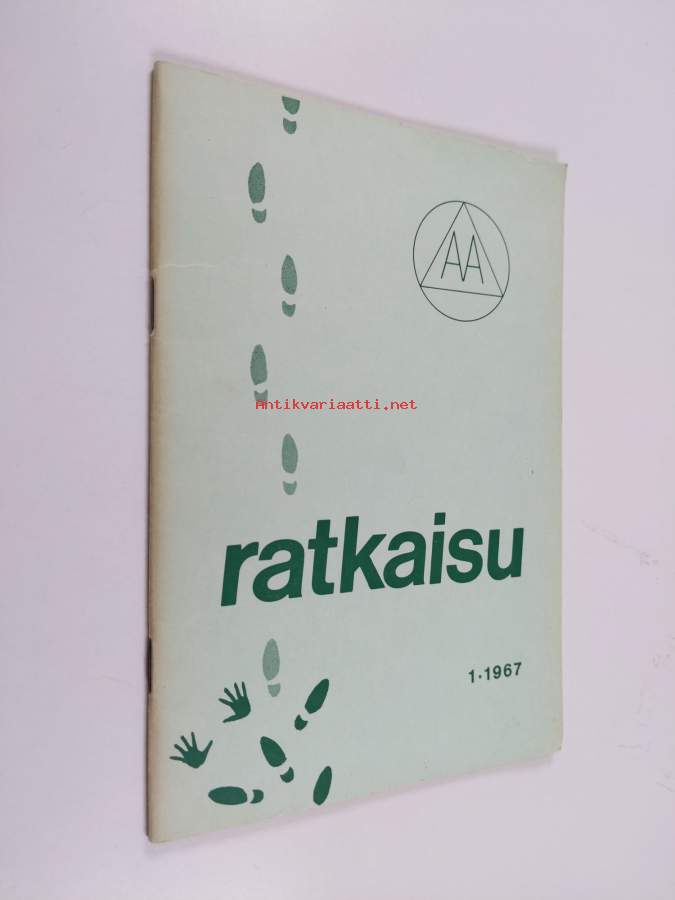 AA
Antikvariaatti.net
ratkaisu
1·1967